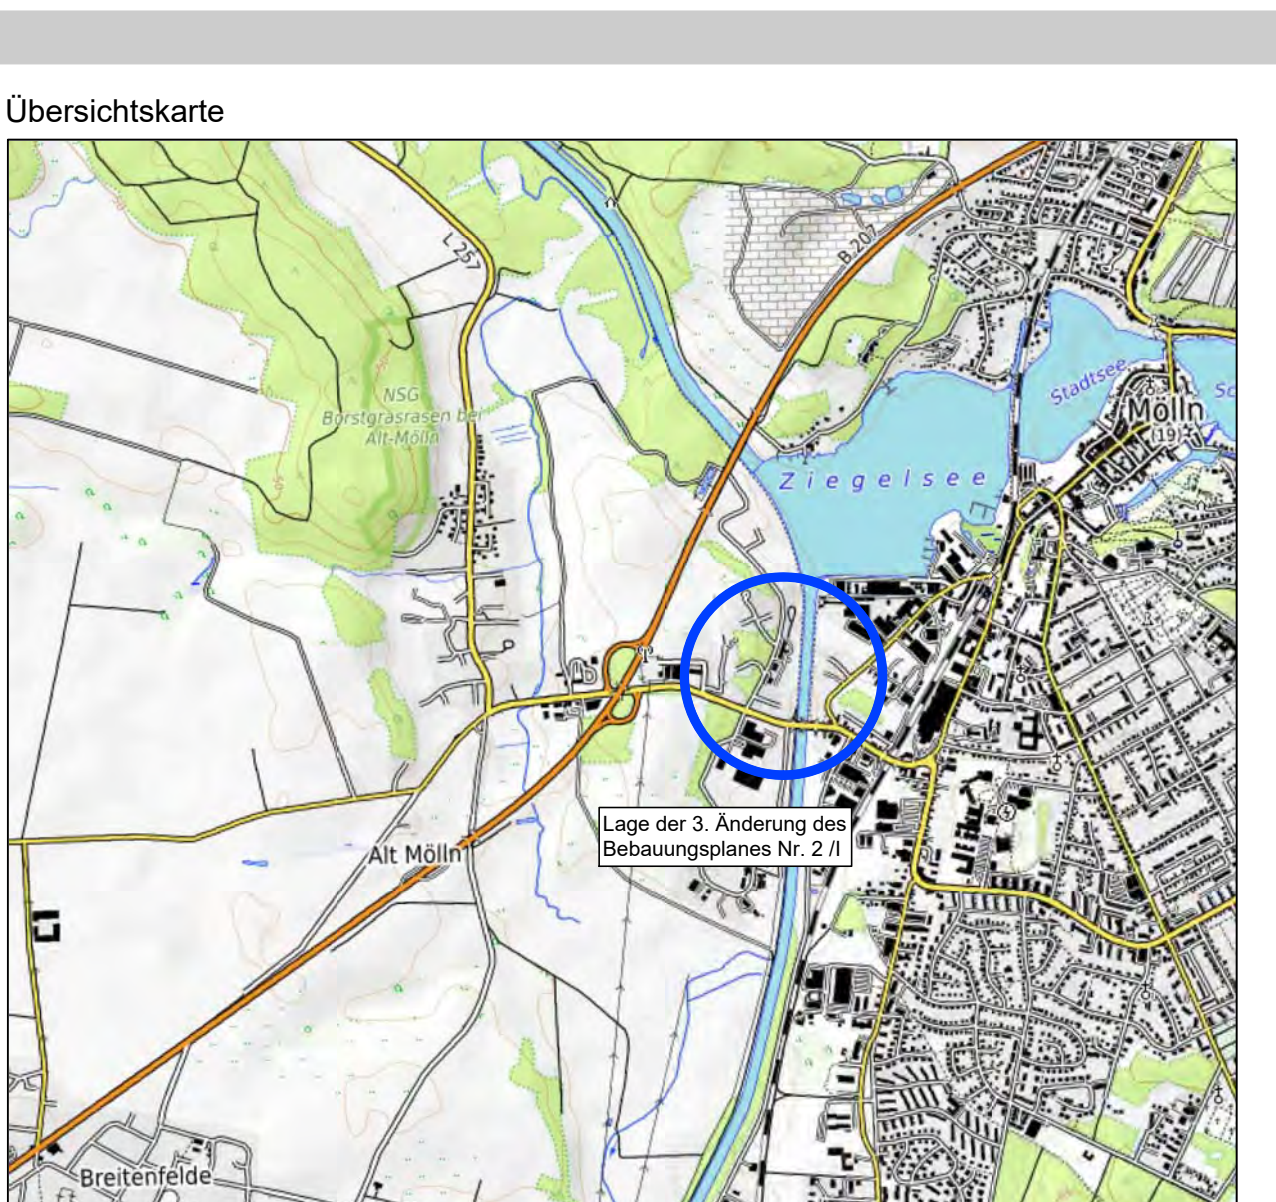 Übersichtskarte
L 257
B 207
NSG
Borstgrasrasen bei
Alt-Mölln
Stadtsee
Mölln
(19)
Sc
Ziegelsee
Lage der 3. Änderung des
Bebauungsplanes Nr. 2 /I
Alt Mölln
Breitenfelde